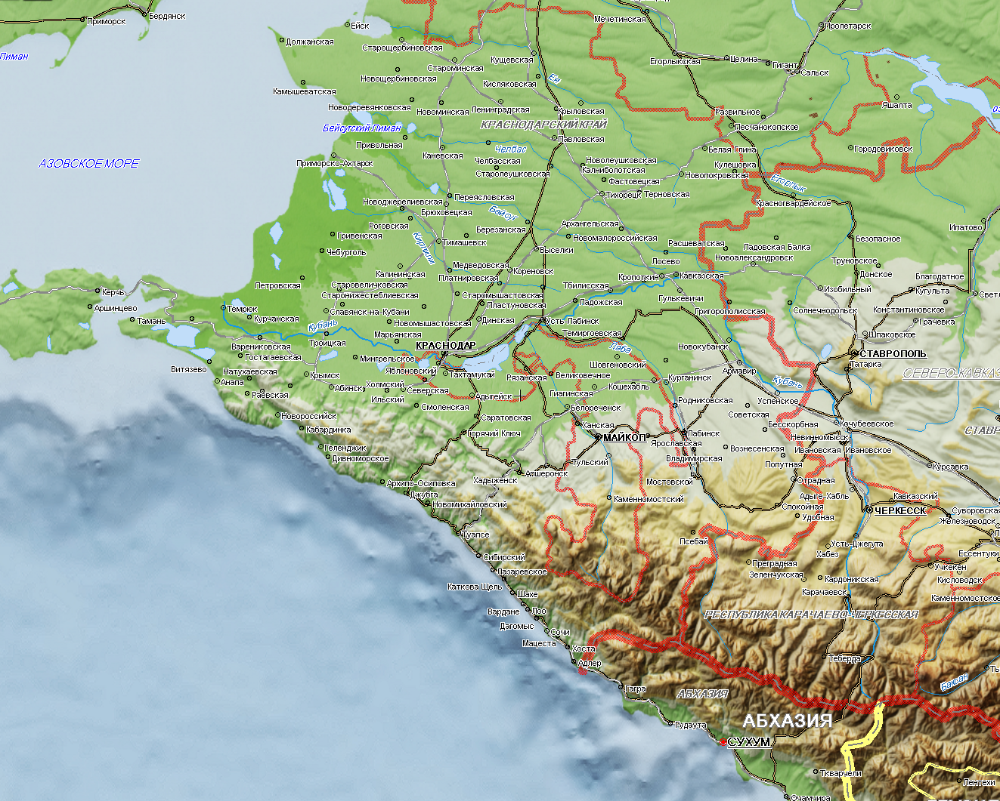 Бердянск
Приморск
Ейск
Мечетинская
Пролетарск
Должанская
Старощербиновская
Кущевская
Егорлыкская
Целина
Гигант
Сальск
Лиман
Староминская
Новощербиновская
Кисляковская
Ея
Камышеватская
Новодеревянковская
Новоминская
Ленинградская
Крыловская
Развильное
Яшалта
КРАСНОДАРСКИЙ КРАЙ
Песчанокопское
Бейсугский Лиман
Павловская
Привольная
Челбас
Белая Глина
Городовиковск
АЗОВСКОЕ МОРЕ
Приморско-Ахтарск
Каневская
Челбасская
Новолеушковская
Кулешовка
Калниболотская
Старолеушковская
Новопокровская
Фастовецкая
Егорлык
Переясловская
Тихорецк
Терновская
Новоджерелиевская
Красногвардейское
Брюховецкая
Бейсуг
Роговская
Березанская
Архангельская
Ипатово
Гривенская
Кирпили
Тимашевск
Новомалороссийская
Расшеватская
Ладовская Балка
Безопасное
Чебурголь
Выселки
Новоалександровск
Лосево
Труновское
Медведовская
Кореновск
Донское
Калининская
Платнировская
Кропоткин
Кавказская
Благодатное
Петровская
Старовеличковская
Тбилисская
Изобильный
Кугульта
Керчь
Старонижестеблиевская
Старомышастовская
Гулькевичи
Светл
Аршинцево
Темрюк
Славянск-на-Кубани
Пластуновская
Ладожская
Григорополисская
Солнечнодольск
Константиновское
Тамань
Курчанская
Новомышастовская
Динская
Усть-Лабинск
Грачевка
Кубань
Марьянская
Темиргоевская
Шпаковское
Варениковская
Троицкая
КРАСНОДАР
Лаба
Новокубанск
СТАВРОПОЛЬ
Гостагаевская
Мингрельское
Шовгеновский
Татарка
Витязево
Натухаевская
Крымск
Яблоновский
Тахтамукай
Рязанская
Великовечное
Курганинск
Армавир
СЕВЕРО-КАВКАЗ
Анапа
Абинск
Холмский
Северская
Кошехабль
Кубань
Раевская
Ильский
Адыгейск
Гиагинская
Родниковская
Успенское
Новороссийск
Смоленская
Белореченск
Советская
Саратовская
Кочубеевское
Кабардинка
Горячий Ключ
Ханская
Бесскорбная
СТАВР
МАЙКОП
Лабинск
Невинномысск
Геленджик
Ярославская
Вознесенская
Ивановская
Ивановское
Дивноморское
Тульский
Владимирская
Попутная
Курсавка
Апшеронск
Архипо-Осиповка
Хадыженск
Мостовской
Отрадная
Джубга
Каменномостский
Адыге-Хабль
Кавказский
Новомихайловский
Спокойная
ЧЕРКЕССК
Суворовская
Удобная
Железноводск
Туапсе
Псебай
Усть-Джегута
Хабез
Ессентуки
Сибирский
Преградная
Учкекен
Лазаревское
Зеленчукская
Кардоникская
Кисловодск
Каткова Щель
Шахе
Карачаевск
Каменномостское
Вардане
Лоо
РЕСПУБЛИКА КАРАЧАЕВО-ЧЕРКЕССКАЯ
Дагомыс
Сочи
Мацеста
Хоста
Адлер
Теберда
Ты
Баксан
Гагра
АБХАЗИЯ
АБХАЗИЯ
Гудаута
СУХУМ
Ткварчели
Лентехи
Очамчира